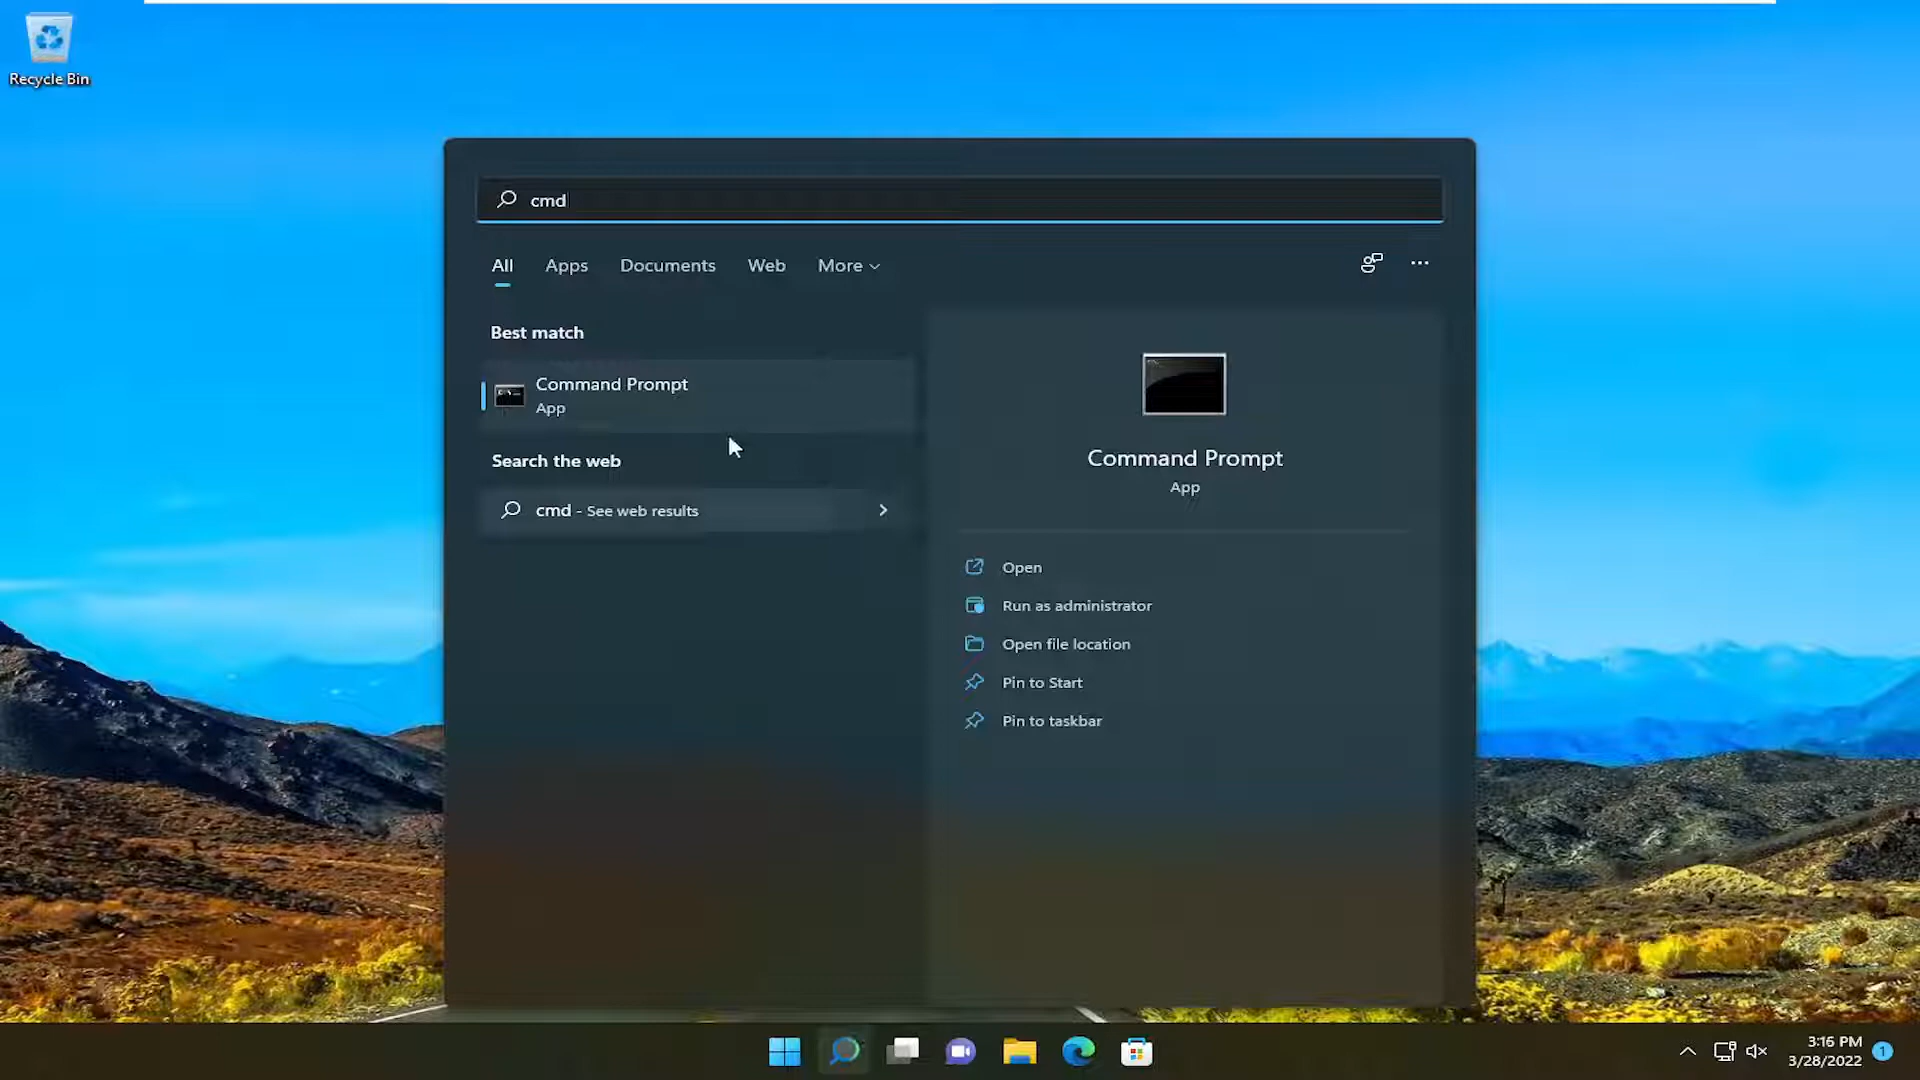 Recycle Bin
cmd
All Apps Documents Web More
Best match
Command Prompt
App
Search the web
cmd - See web results
Command Prompt
App
Open
Run as administrator
Open file location
Pin to Start
Pin to taskbar
3:16 PM
3/28/2022
1